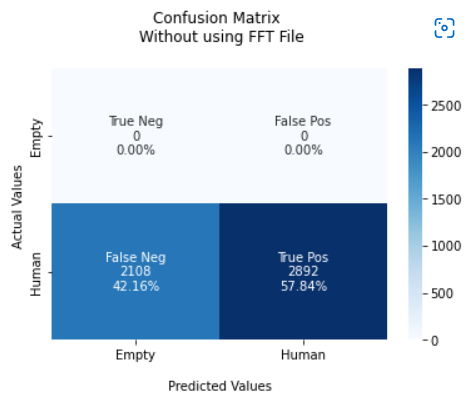 Confusion Matrix
Without using FFT File
True Neg
0
0.00%
False Pos
0
0.00%
False Neg
2108
42.16%
True Pos
2892
57.84%
Empty
Human
Actual Values
Empty
Human
Predicted Values
2500
2000
1500
1000
500
0